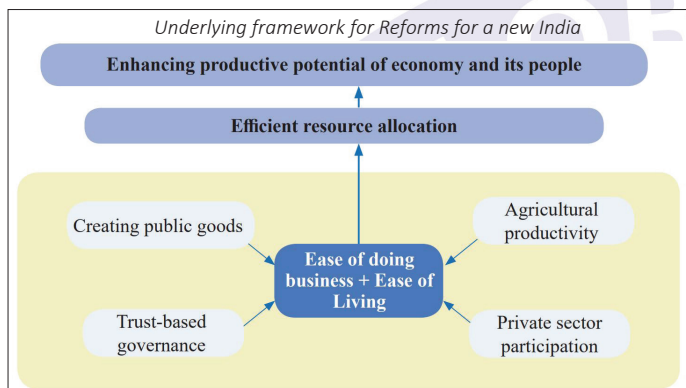 Underlying framework for Reforms for a new India
Enhancing productive potential of economy and its people
Efficient resource allocation
Creating public goods
Agricultural
productivity
Ease of doing
business + Ease of
Living
Trust-based
governance
Private sector
participation